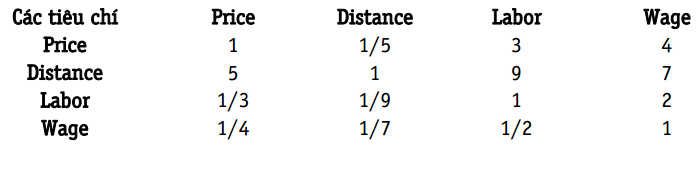 Các tiêu chí Price Distance Labor Wage
Price 1 1/5 3 4
Distance 5 1 9 7
Labor 1/3 1/9 1 2
Wage 1/4 1/7 1/2 1